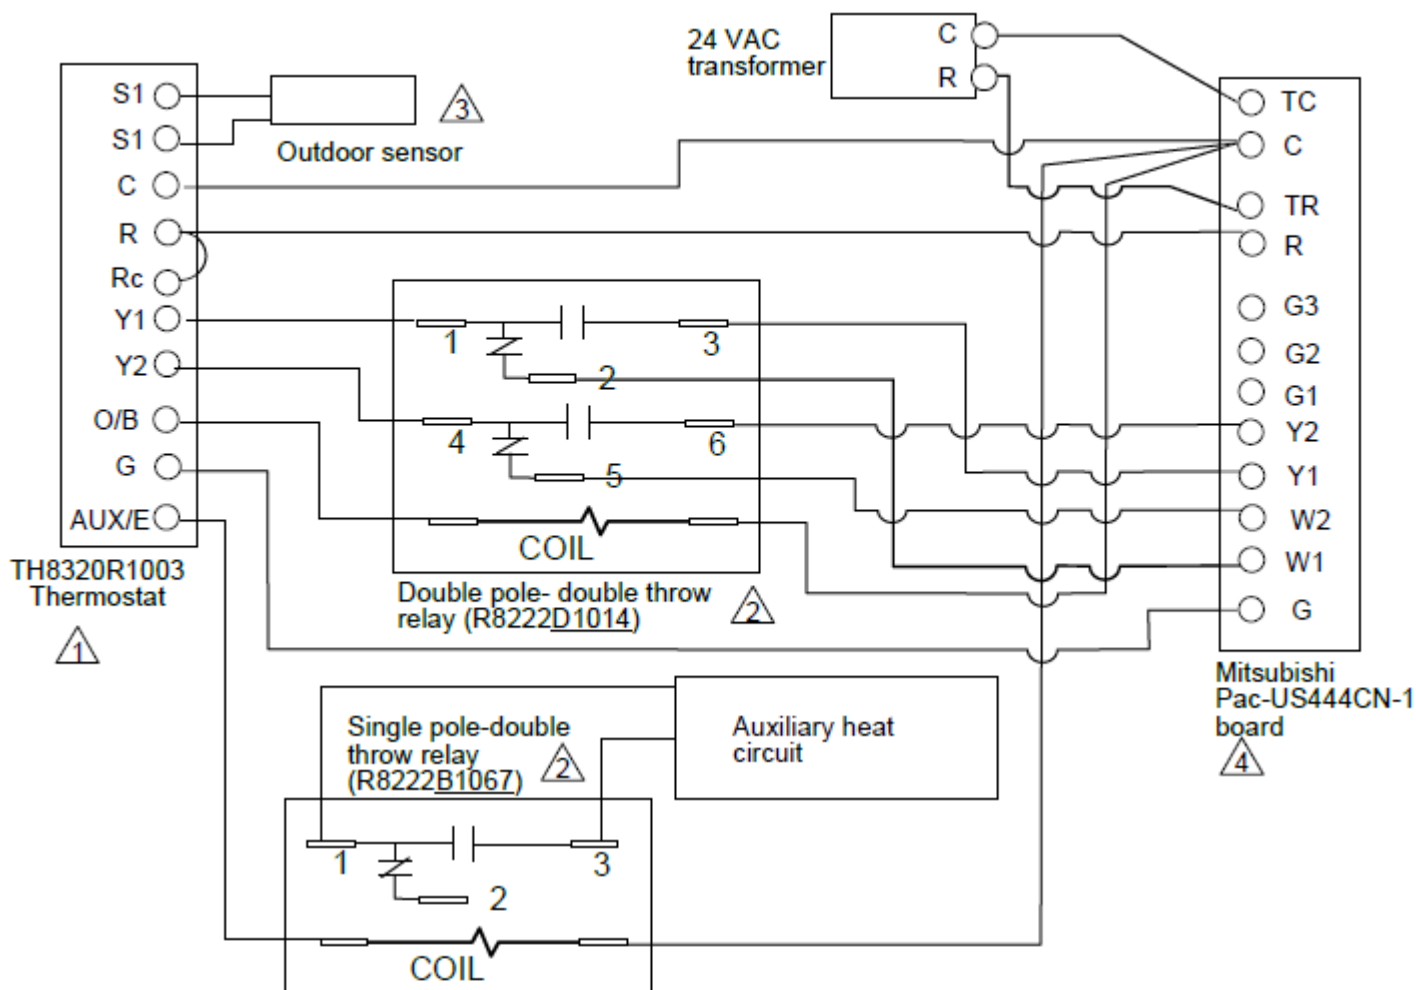 24 VAC
transformer
C
R
S1
S1
C
R
Rc
Y1
Y2
O/B
G
AUX/E
TH8320R1003
Thermostat
1
3
Outdoor sensor
1
3
2
4
6
5
COIL
Double pole- double throw
relay (R8222D1014)
2
TC
C
TR
R
G3
G2
G1
Y2
Y1
W2
W1
G
Mitsubishi
Pac-US444CN-1
board
4
Single pole-double
throw relay
(R8222B1067)
2
Auxiliary heat
circuit
1
3
2
COIL